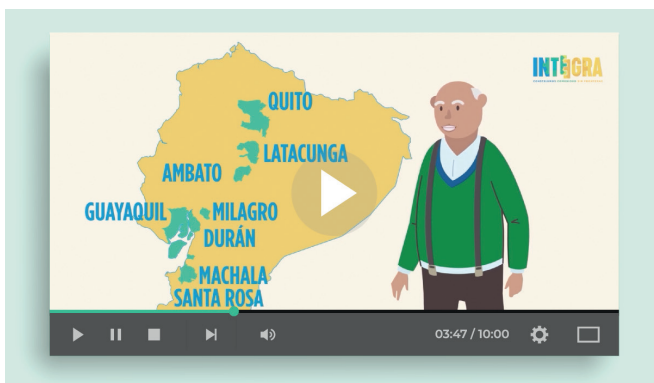 INTEGRA
QUITO
LATACUNGA
AMBATO
GUAYAQUIL
MILAGRO
DURÁN
MACHALA
SANTA ROSA
03:47 / 10:00